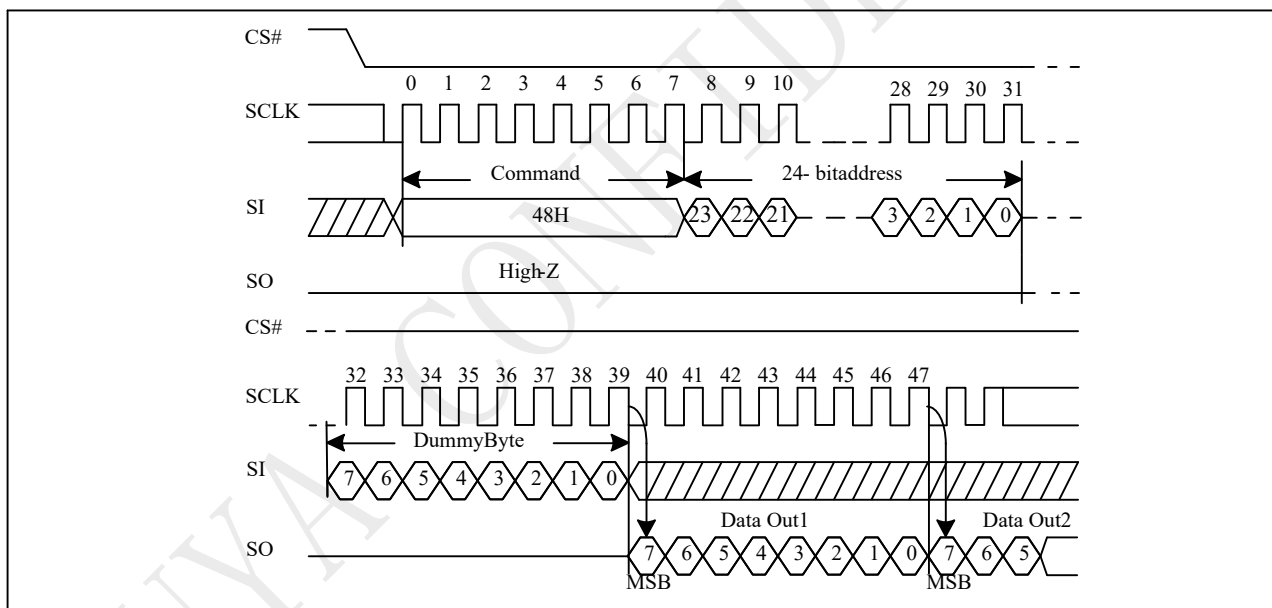 CS#
0 1 2 3 4 5 6 7 8 9 10 28 29 30 31
SCLK
Command 24- bitaddress
SI 48H 23 22 21 3 2 1 0
High-Z
SO
CS#
32 33 34 35 36 37 38 39 40 41 42 43 44 45 46 47
SCLK
DummyByte
SI 7 6 5 4 3 2 1 0
Data Out1 Data Out2
SO 7 6 5 4 3 2 1 0 7 6 5
MSB MSB